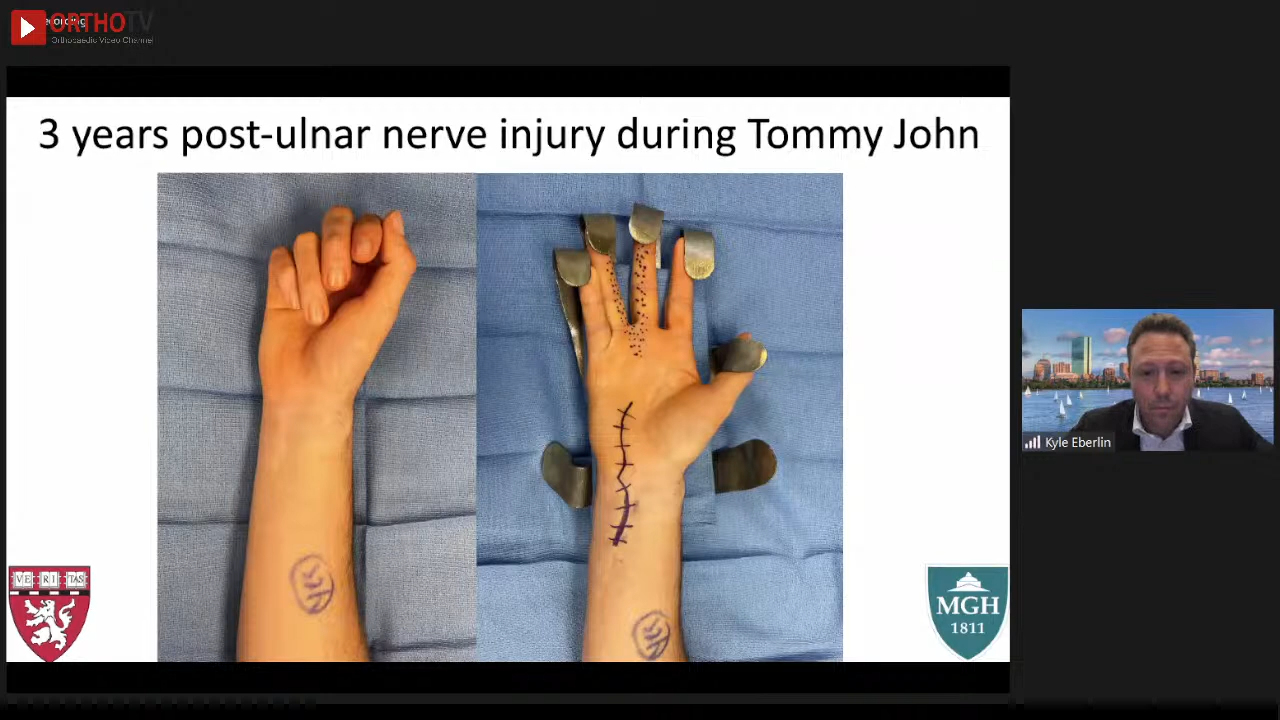 ORTHOTV
Orthopaedic Video Channel
3 years post-ulnar nerve injury during Tommy John
VE RI TAS
MGH
1811
Kyle Eberlin